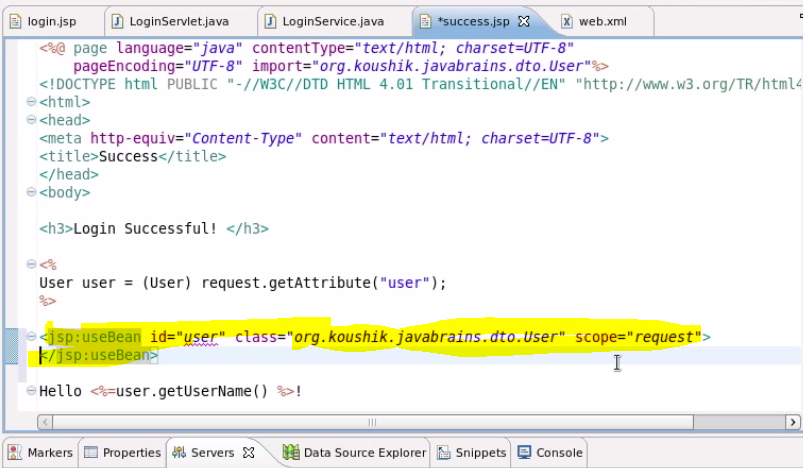 login.jsp LoginServlet.java LoginService.java *success.jsp web.xml
<%@ page language="java" contentType="text/html; charset=UTF-8"
pageEncoding="UTF-8" import="org.koushik.javabrains.dto.User"%>
<!DOCTYPE html PUBLIC "-//W3C//DTD HTML 4.01 Transitional//EN" "http://www.w3.org/TR/html4
<html>
<head>
<meta http-equiv="Content-Type" content="text/html; charset=UTF-8">
<title>Success</title>
</head>
<body>
<h3>Login Successful! </h3>
<%
User user = (User) request.getAttribute("user");
%>
<jsp:useBean id="user" class="org.koushik.javabrains.dto.User" scope="request">
</jsp:useBean>
Hello <%=user.getUserName() %>!
Markers Properties Servers Data Source Explorer Snippets Console